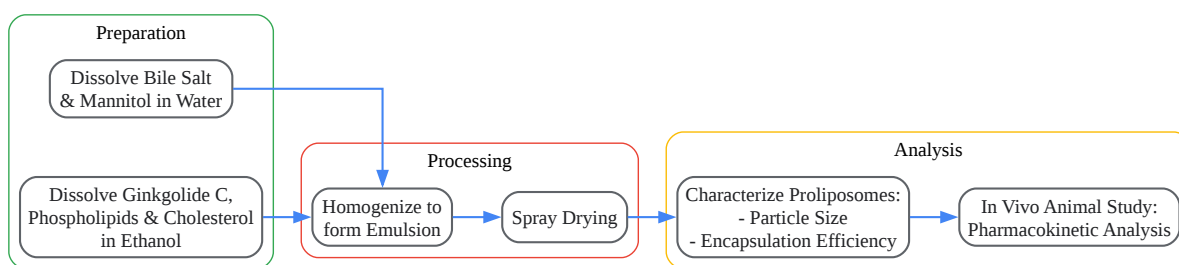 Preparation
Dissolve Bile Salt
& Mannitol in Water
Dissolve Ginkgolide C,
Phospholipids & Cholesterol
in Ethanol
Processing
Homogenize to
form Emulsion
Spray Drying
Analysis
Characterize Proliposomes:
- Particle Size
- Encapsulation Efficiency
In Vivo Animal Study:
Pharmacokinetic Analysis